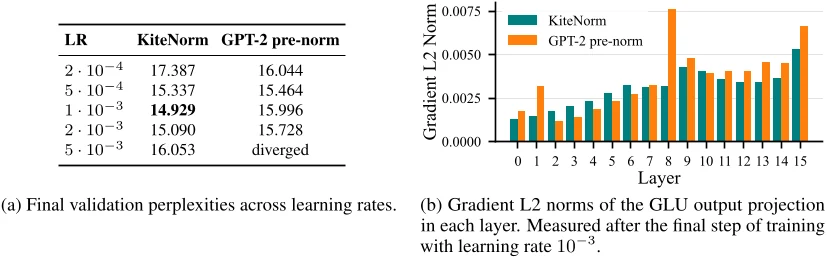 LR KiteNorm GPT-2 pre-norm
2 · 10⁻⁴ 17.387 16.044
5 · 10⁻⁴ 15.337 15.464
1 · 10⁻³ 14.929 15.996
2 · 10⁻³ 15.090 15.728
5 · 10⁻³ 16.053 diverged
(a) Final validation perplexities across learning rates.
Gradient L2 Norm
0.0075
0.0050
0.0025
0.0000
KiteNorm
GPT-2 pre-norm
0 1 2 3 4 5 6 7 8 9 10 11 12 13 14 15
Layer
(b) Gradient L2 norms of the GLU output projection
in each layer. Measured after the final step of training
with learning rate 10⁻³.